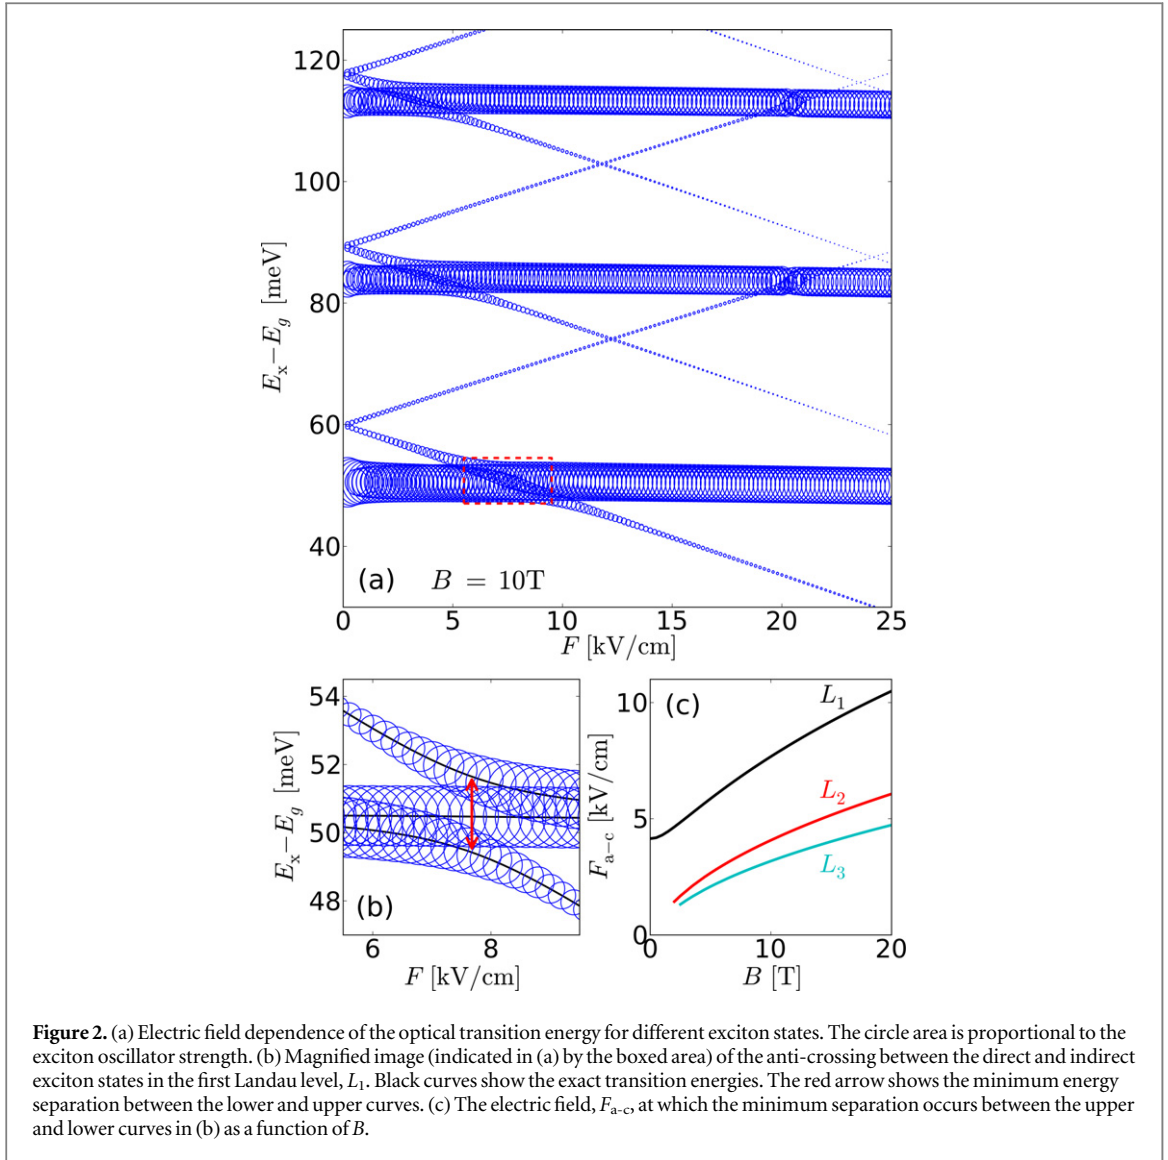 120
100
80
60
40
E_x−E_g [meV]
(a) B = 10T
0 5 10 15 20 25
F [kV/cm]
54
52
50
48
E_x−E_g [meV]
(b)
6 8
F [kV/cm]
10
5
0
F_a−c [kV/cm]
(c)
L_1
L_2
L_3
0 10 20
B [T]
Figure 2. (a) Electric field dependence of the optical transition energy for different exciton states. The circle area is proportional to the
exciton oscillator strength. (b) Magnified image (indicated in (a) by the boxed area) of the anti-crossing between the direct and indirect
exciton states in the first Landau level, L_1. Black curves show the exact transition energies. The red arrow shows the minimum energy
separation between the lower and upper curves. (c) The electric field, F_a-c, at which the minimum separation occurs between the upper
and lower curves in (b) as a function of B.